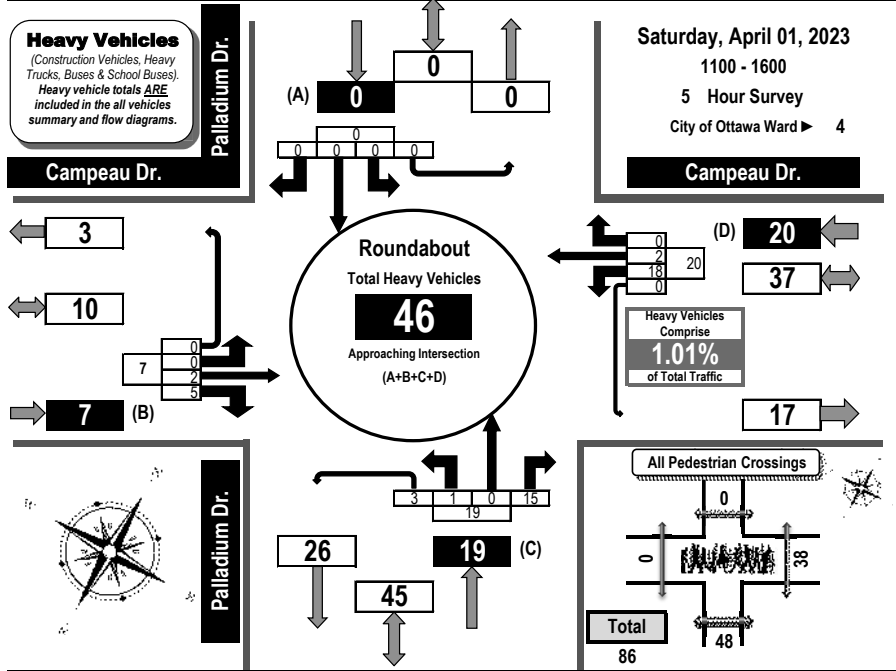 Heavy Vehicles
(Construction Vehicles, Heavy
Trucks, Buses & School Buses).
Heavy vehicle totals ARE
included in the all vehicles
summary and flow diagrams.
Palladium Dr.
Campeau Dr.
(A)
0
0
0
0
0 0 0 0
Saturday, April 01, 2023
1100 - 1600
5 Hour Survey
City of Ottawa Ward ► 4
Campeau Dr.
3
10
7
0
0
2
5
7
(B)
Roundabout
Total Heavy Vehicles
46
Approaching Intersection
(A+B+C+D)
0
2
18
0
20
(D)
20
37
17
Heavy Vehicles
Comprise
1.01%
of Total Traffic
Palladium Dr.
3 1 0 15
19
26
19
(C)
45
All Pedestrian Crossings
0
0
38
48
Total
86